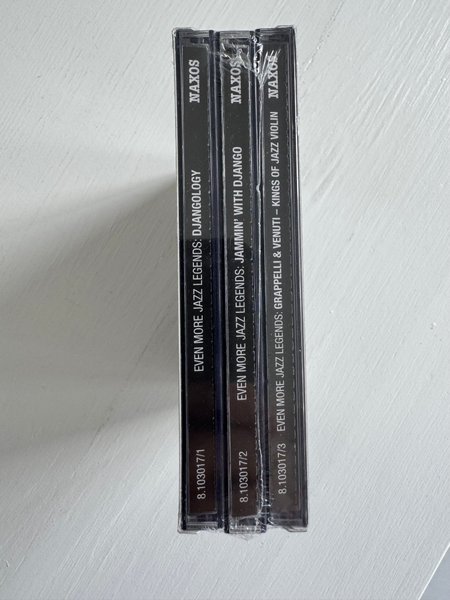 8.103017/1 EVEN MORE JAZZ LEGENDS: DJANGOLOGY NAXOS
8.103017/2 EVEN MORE JAZZ LEGENDS: JAMMIN' WITH DJANGO NAXOS
8.103017/3 EVEN MORE JAZZ LEGENDS: GRAPPELLI & VENUTI – KINGS OF JAZZ VIOLIN NAXOS